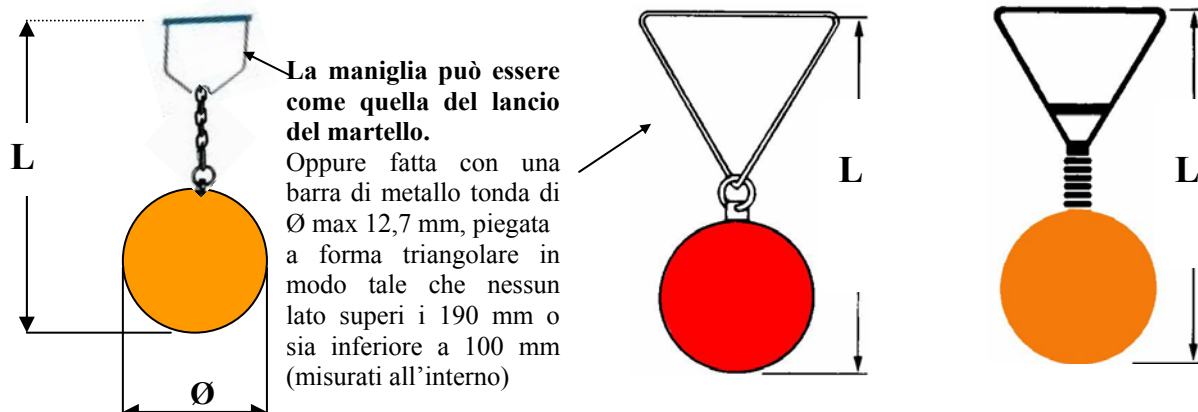 L
La maniglia può essere
come quella del lancio
del martello.
Oppure fatta con una
barra di metallo tonda di
Ø max 12,7 mm, piegata
a forma triangolare in
modo tale che nessun
lato superi i 190 mm o
sia inferiore a 100 mm
(misurati all’interno)
Ø
L
L